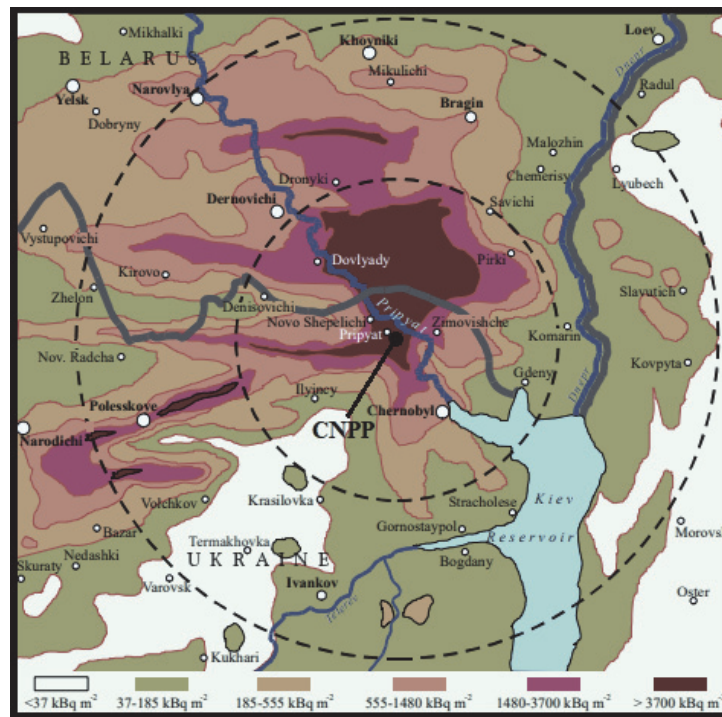 Mikhalki
Loev
BELARUS
Khoyniki
Dnepr
Mikulichi
Yelsk
Narovlya
Radul
Dobryny
Bragin
Malozhin
Chemerisy
Lyubech
Dronyki
Dernovichi
Savichi
Vystupovichi
Dovlyady
Pirki
Kirovo
Zhelon
Denisovichi
Slavutich
Pripyat
Novo Shepelichi
Zimovishche
Pripyat
Komarin
Nov. Radcha
Kovpyta
Gdeny
Dnepr
Ilyincy
Polesskove
Chernobyl
CNPP
Narodichi
Volchkov
Krasilovka
Stracholese
Kiev
Bazar
Gornostaypol
Reservoir
Morovsk
Termakhovka
Nedashki
UKRAINE
Bogdany
Skuraty
Varovsk
Ivankov
Oster
Teterev
Kukhari
<37 kBq m-2
37-185 kBq m-2
185-555 kBq m-2
555-1480 kBq m-2
1480-3700 kBq m-2
> 3700 kBq m-2